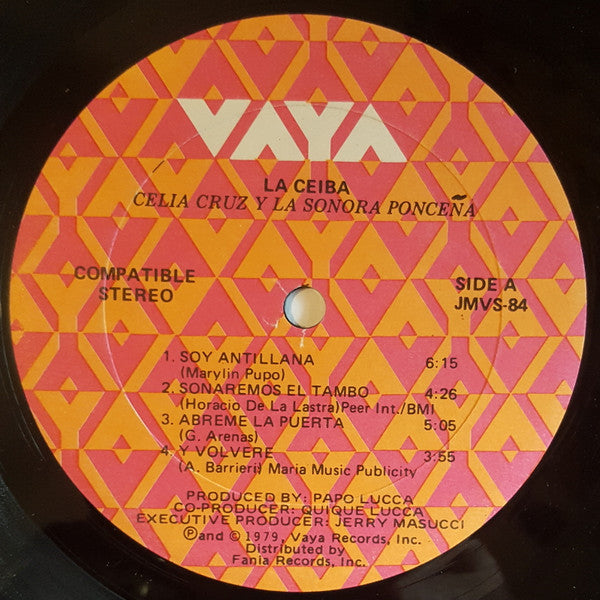 VAYA
LA CEIBA
CELIA CRUZ Y LA SONORA PONCEÑA
COMPATIBLE
STEREO
SIDE A
JMVS-84
1. SOY ANTILLANA 6:15
(Marylin Pupo)
2. SONAREMOS EL TAMBO 4:26
(Horacio De La Lastra)Peer Int./BMI
3. ABREME LA PUERTA 5:05
(G. Arenas)
4. Y VOLVERE 3:55
(A. Barrieri) Maria Music Publicity
PRODUCED BY: PAPO LUCCA
CO-PRODUCER: QUIQUE LUCCA
EXECUTIVE PRODUCER: JERRY MASUCCI
Ⓟand © 1979, Vaya Records, Inc.
Distributed by
Fania Records, Inc.